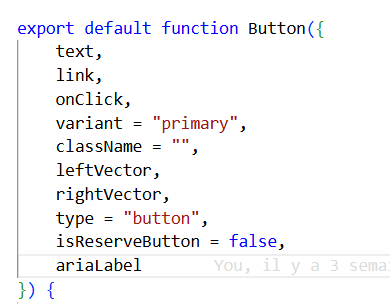 export default function Button({
text,
link,
onClick,
variant = "primary",
className = "",
leftVector,
rightVector,
type = "button",
isReserveButton = false,
ariaLabel You, il y a 3
}) {